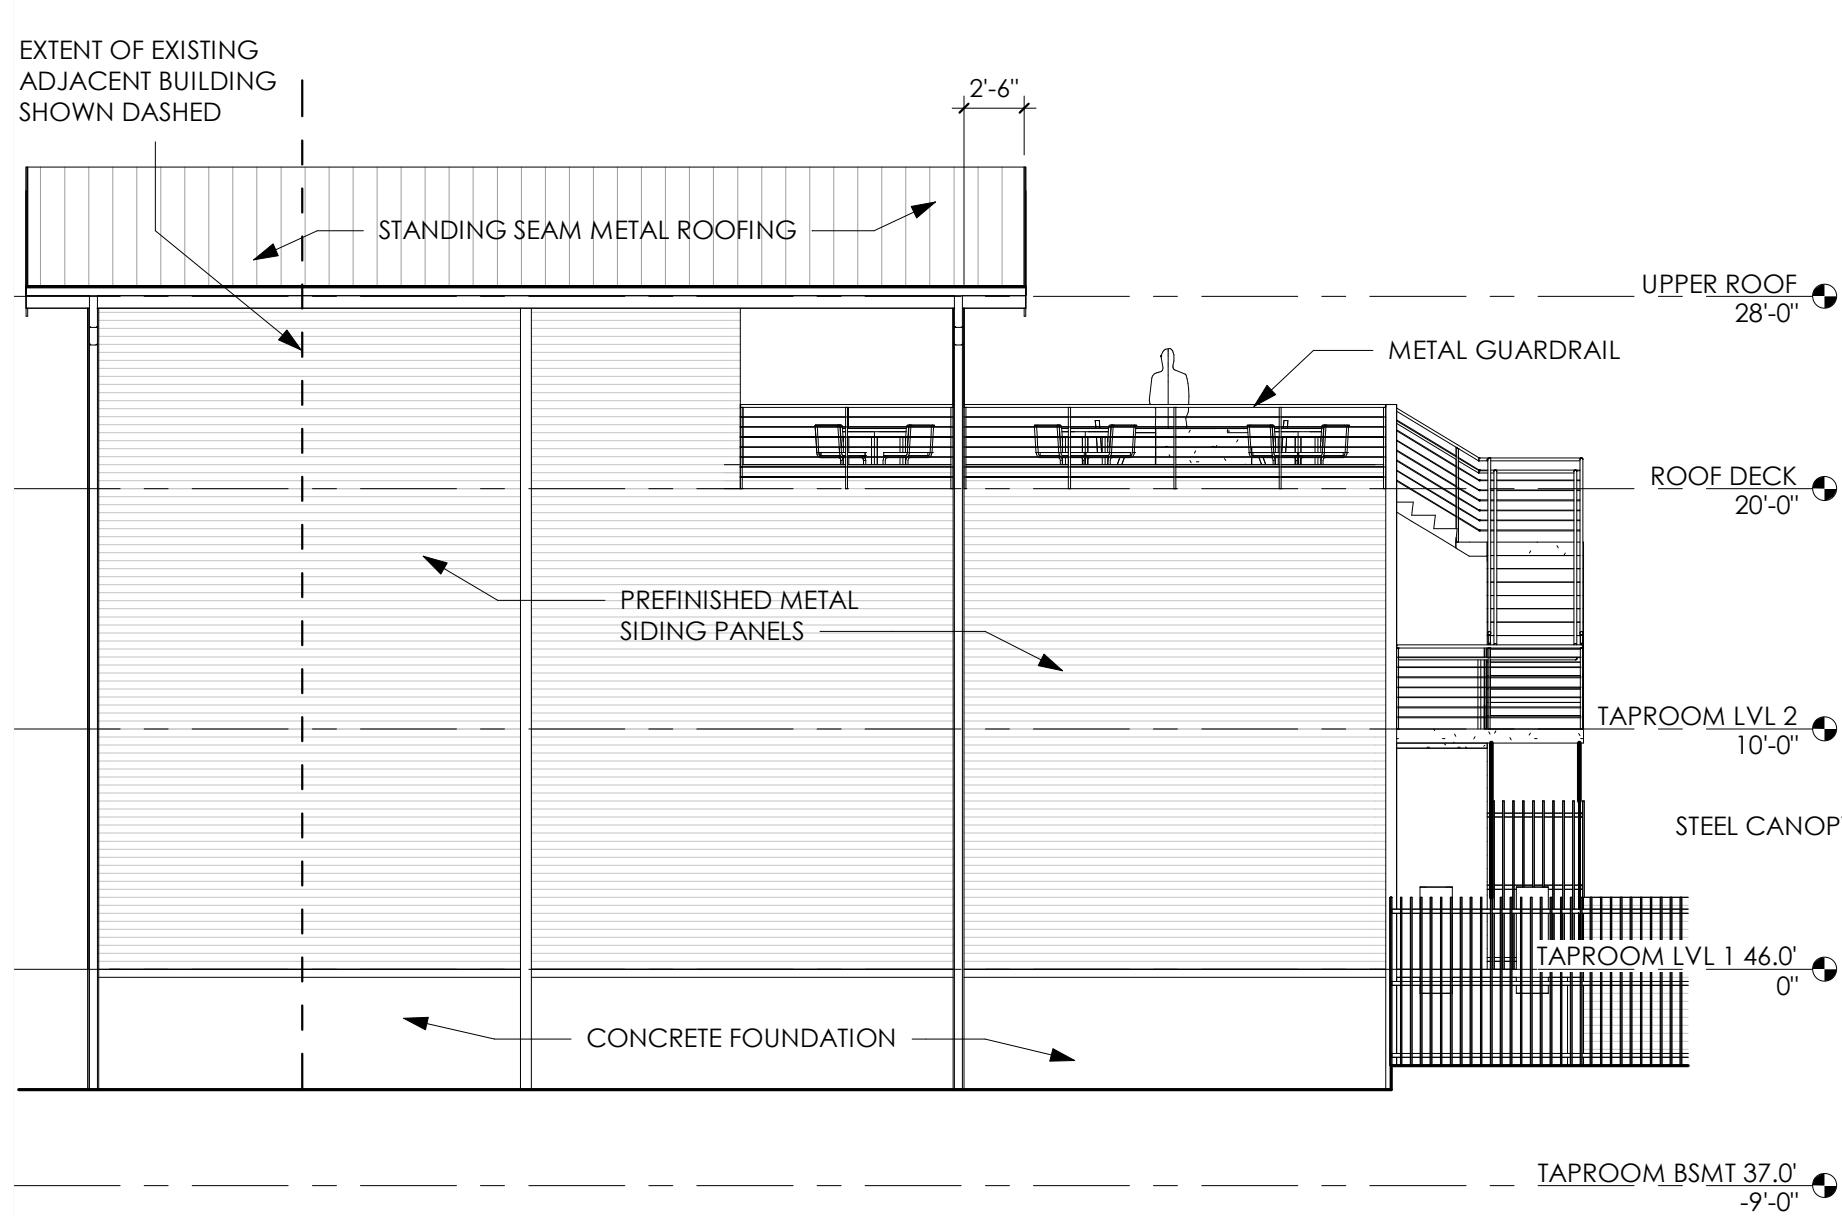 EXTENT OF EXISTING
ADJACENT BUILDING
SHOWN DASHED
2'-6"
STANDING SEAM METAL ROOFING
UPPER ROOF
28'-0"
METAL GUARDRAIL
ROOF DECK
20'-0"
PREFINISHED METAL
SIDING PANELS
TAPROOM LVL 2
10'-0"
STEEL CANOP
TAPROOM LVL 1 46.0'
0"
CONCRETE FOUNDATION
TAPROOM BSMT 37.0'
-9'-0"